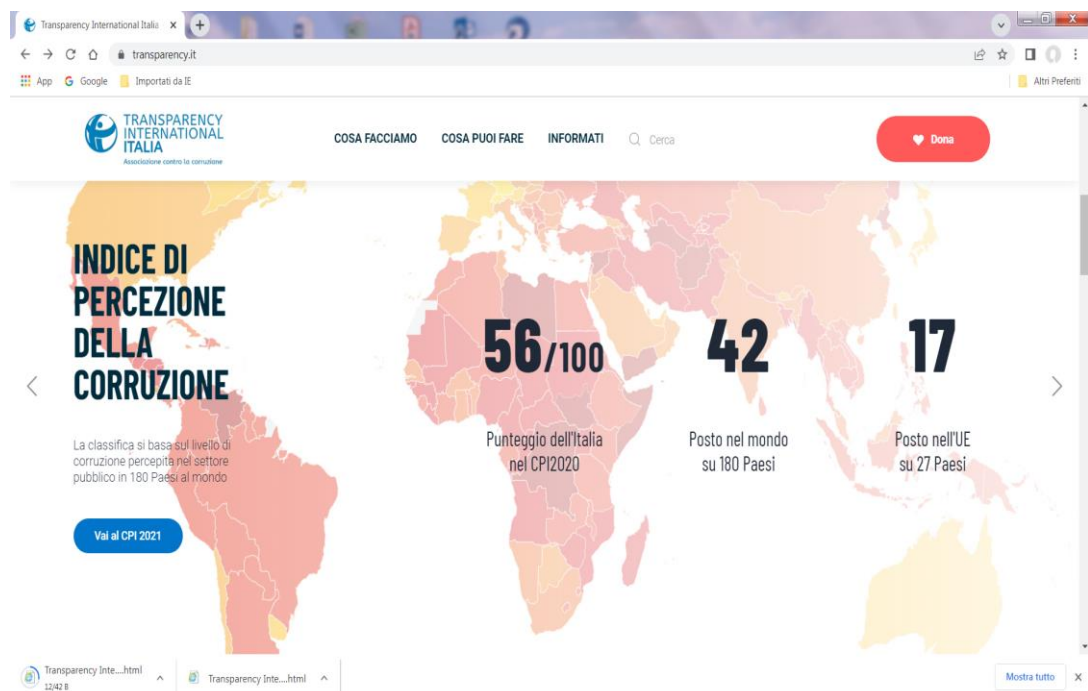 Transparency International Italia
transparency.it
App
Google
Importati da IE
Altri Preferiti
TRANSPARENCY
INTERNATIONAL
ITALIA
Associazione contro la corruzione
COSA FACCIAMO
COSA PUOI FARE
INFORMATI
Cerca
Dona
INDICE DI
PERCEZIONE
DELLA
CORRUZIONE
La classifica si basa sul livello di
corruzione percepita nel settore
pubblico in 180 Paesi al mondo
Vai al CPI 2021
56/100
Punteggio dell'Italia
nel CPI2020
42
Posto nel mondo
su 180 Paesi
17
Posto nell'UE
su 27 Paesi
Transparency Inte....html
12/42 B
Transparency Inte....html
Mostra tutto